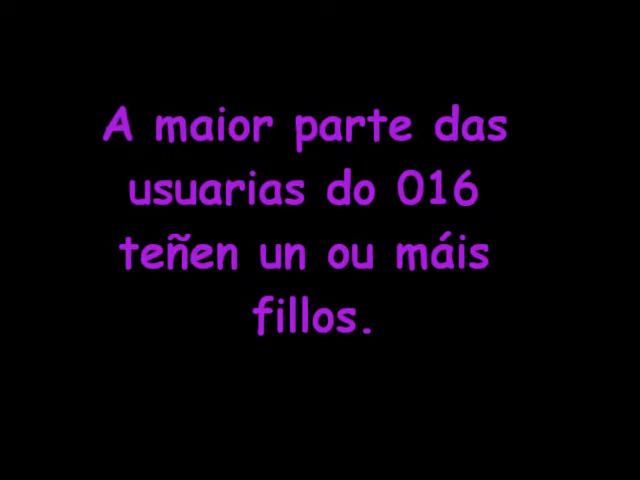 A maior parte das
usuarias do 016
teñen un ou máis
fillos.